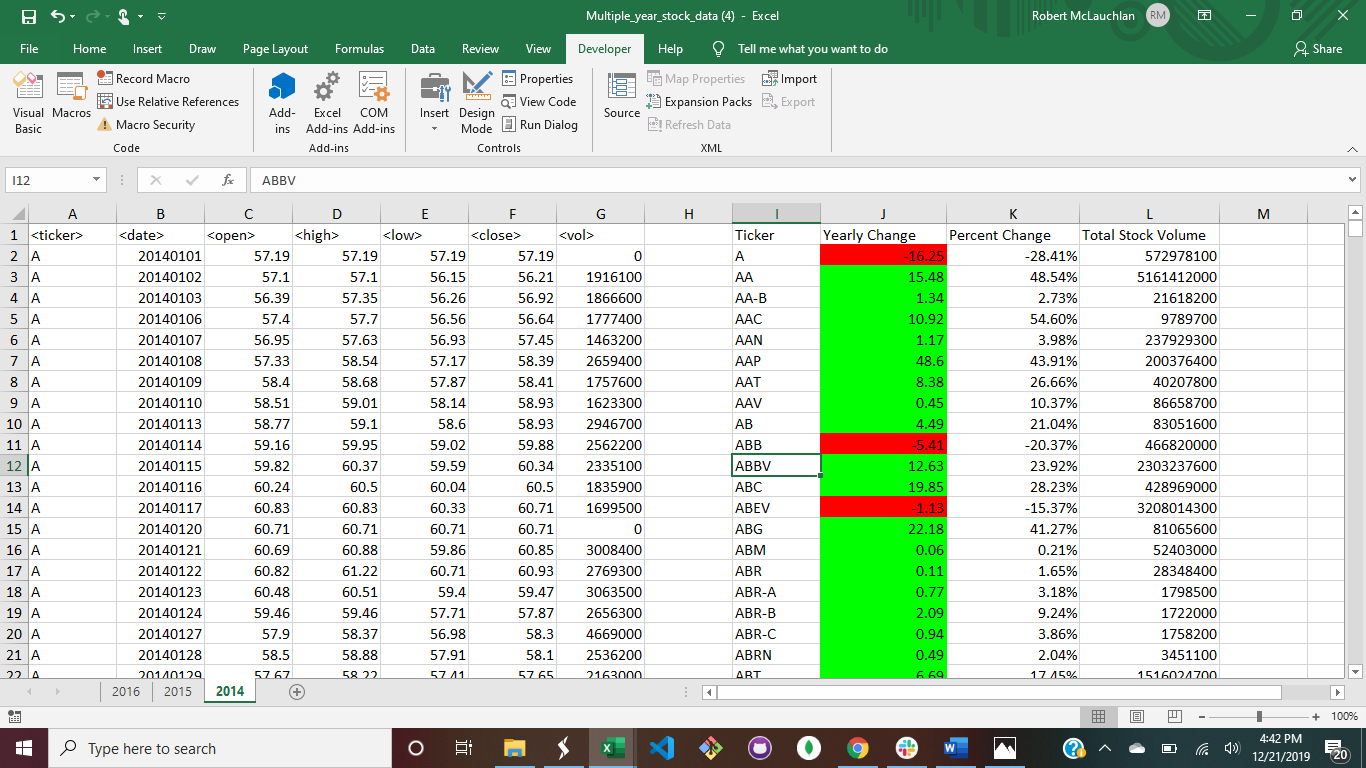 Multiple_year_stock_data (4) - Excel Robert McLauchlan RM
File Home Insert Draw Page Layout Formulas Data Review View Developer Help Tell me what you want to do Share
Visual Basic Macros Record Macro Use Relative References Macro Security Code
Add-ins Excel Add-ins COM Add-ins Add-ins
Insert Design Mode Properties View Code Run Dialog Controls
Source Map Properties Expansion Packs Refresh Data Import Export XML
I12 fx ABBV
A B C D E F G H I J K L M
1 <ticker> <date> <open> <high> <low> <close> <vol> Ticker Yearly Change Percent Change Total Stock Volume
2 A 20140101 57.19 57.19 57.19 57.19 0 A -16.25 -28.41% 572978100
3 A 20140102 57.1 57.1 56.15 56.21 1916100 AA 15.48 48.54% 5161412000
4 A 20140103 56.39 57.35 56.26 56.92 1866600 AA-B 1.34 2.73% 21618200
5 A 20140106 57.4 57.7 56.56 56.64 1777400 AAC 10.92 54.60% 9789700
6 A 20140107 56.95 57.63 56.93 57.45 1463200 AAN 1.17 3.98% 237929300
7 A 20140108 57.33 58.54 57.17 58.39 2659400 AAP 48.6 43.91% 200376400
8 A 20140109 58.4 58.68 57.87 58.41 1757600 AAT 8.38 26.66% 40207800
9 A 20140110 58.51 59.01 58.14 58.93 1623300 AAV 0.45 10.37% 86658700
10 A 20140113 58.77 59.1 58.6 58.93 2946700 AB 4.49 21.04% 83051600
11 A 20140114 59.16 59.95 59.02 59.88 2562200 ABB -5.41 -20.37% 466820000
12 A 20140115 59.82 60.37 59.59 60.34 2335100 ABBV 12.63 23.92% 2303237600
13 A 20140116 60.24 60.5 60.04 60.5 1835900 ABC 19.85 28.23% 428969000
14 A 20140117 60.83 60.83 60.33 60.71 1699500 ABEV -1.13 -15.37% 3208014300
15 A 20140120 60.71 60.71 60.71 60.71 0 ABG 22.18 41.27% 81065600
16 A 20140121 60.69 60.88 59.86 60.85 3008400 ABM 0.06 0.21% 52403000
17 A 20140122 60.82 61.22 60.71 60.93 2769300 ABR 0.11 1.65% 28348400
18 A 20140123 60.48 60.51 59.4 59.47 3063500 ABR-A 0.77 3.18% 1798500
19 A 20140124 59.46 59.46 57.71 57.87 2656300 ABR-B 2.09 9.24% 1722000
20 A 20140127 57.9 58.37 56.98 58.3 4669000 ABR-C 0.94 3.86% 1758200
21 A 20140128 58.5 58.88 57.91 58.1 2536200 ABRN 0.49 2.04% 3451100
22 A 20140129 57.67 58.22 57.41 57.65 2163000 ABT 6.69 17.45% 1516024700
2016 2015 2014
100%
Type here to search 4:42 PM
12/21/2019 20